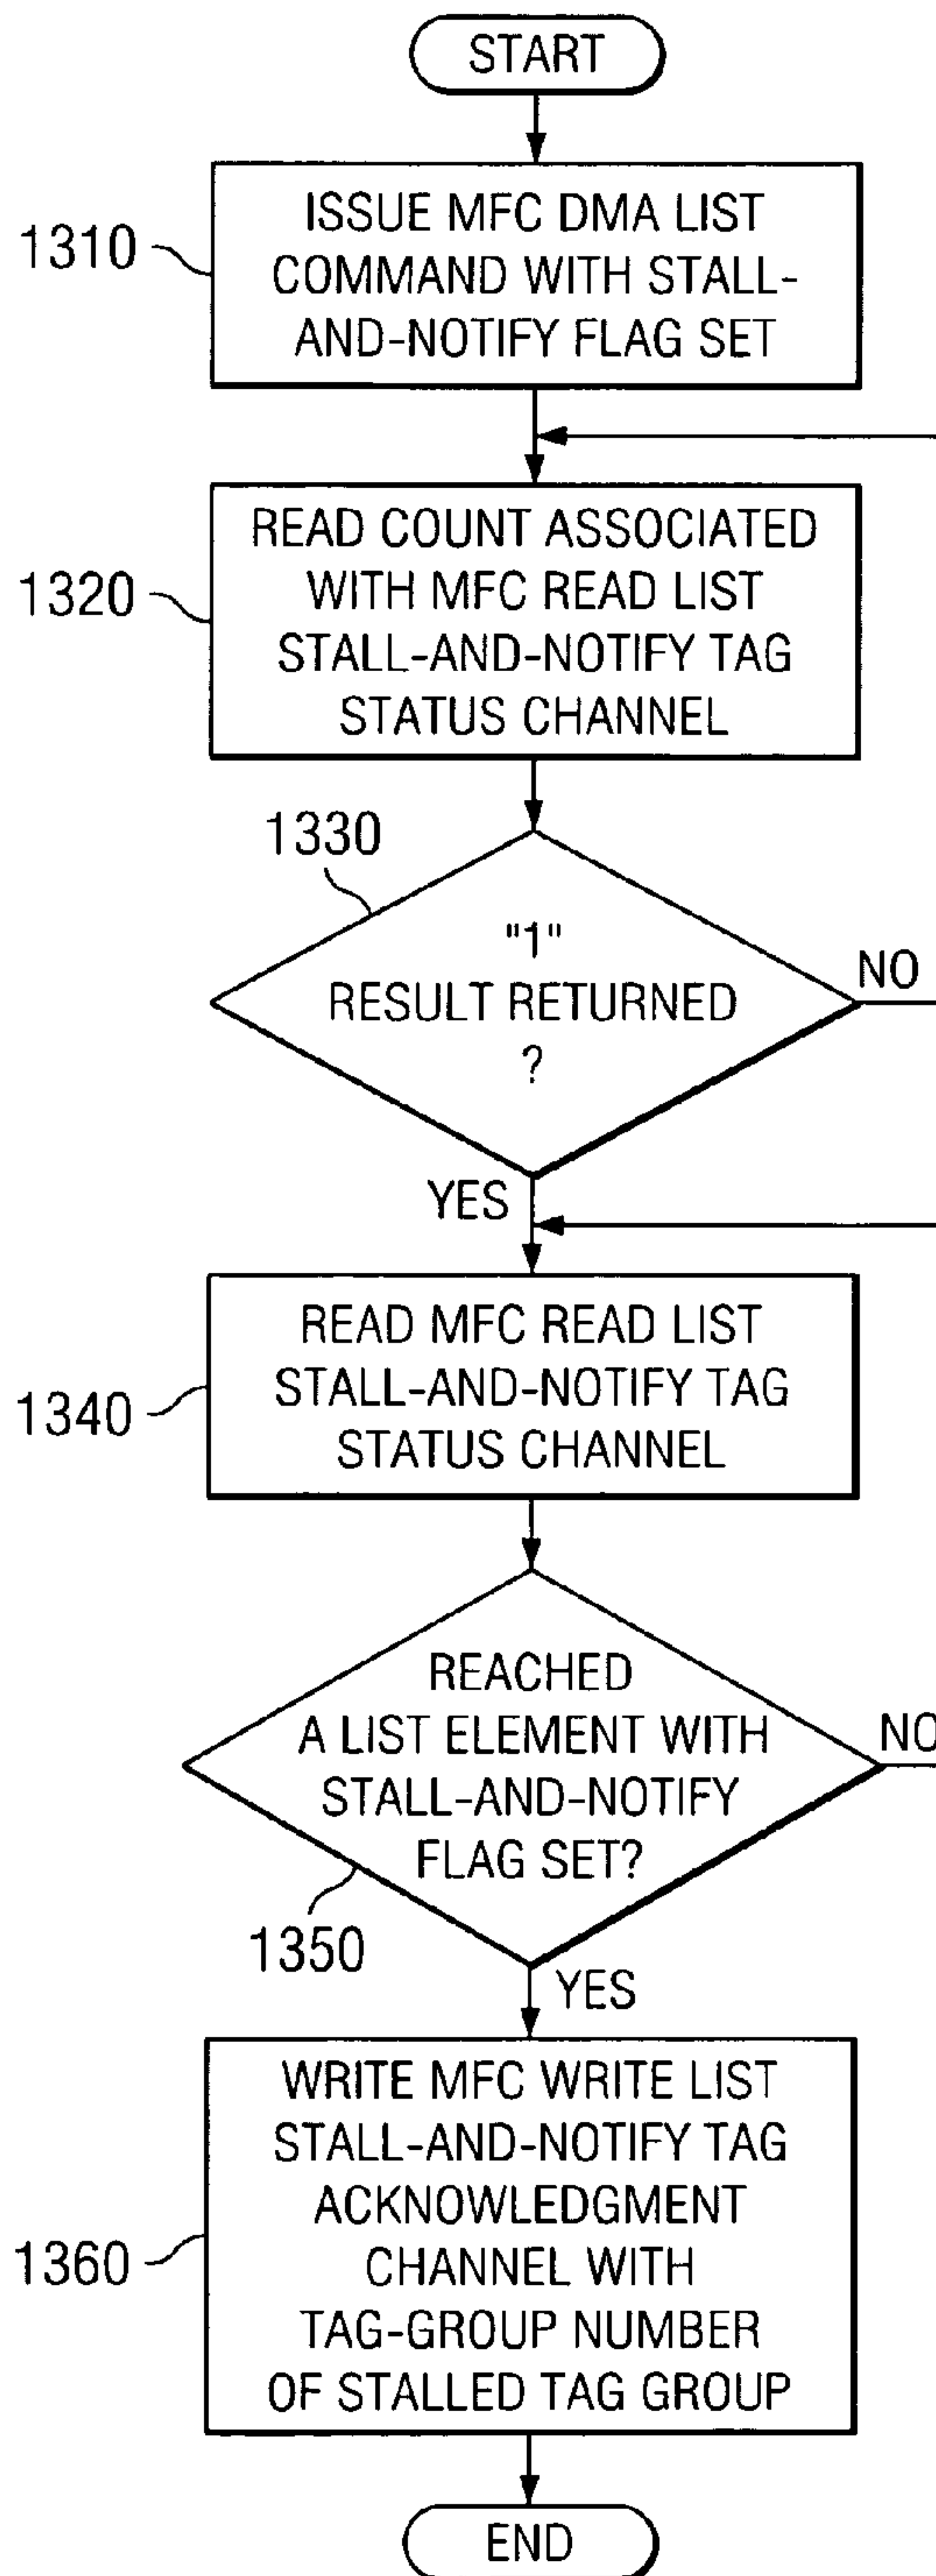 START
1310
ISSUE MFC DMA LIST
COMMAND WITH STALL-
AND-NOTIFY FLAG SET
1320
READ COUNT ASSOCIATED
WITH MFC READ LIST
STALL-AND-NOTIFY TAG
STATUS CHANNEL
1330
"1"
RESULT RETURNED
?
NO
YES
1340
READ MFC READ LIST
STALL-AND-NOTIFY TAG
STATUS CHANNEL
REACHED
A LIST ELEMENT WITH
STALL-AND-NOTIFY
FLAG SET?
NO
1350
YES
1360
WRITE MFC WRITE LIST
STALL-AND-NOTIFY TAG
ACKNOWLEDGMENT
CHANNEL WITH
TAG-GROUP NUMBER
OF STALLED TAG GROUP
END